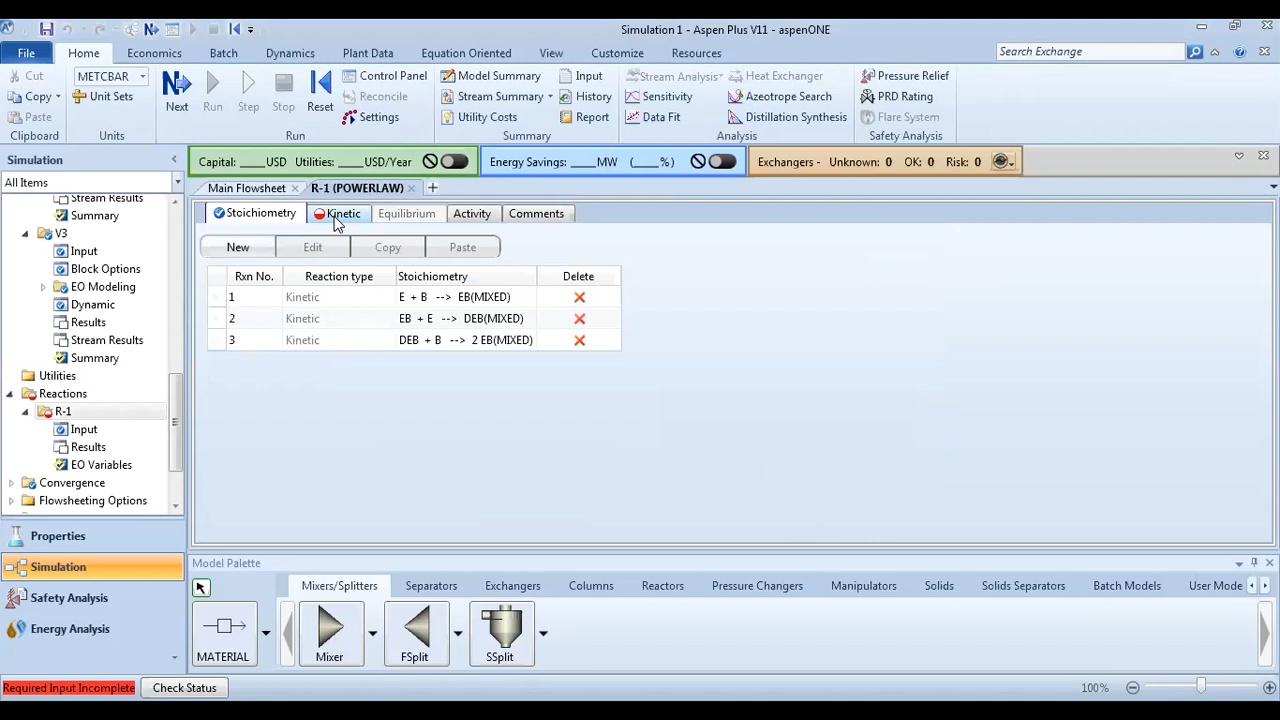 Simulation 1 - Aspen Plus V11 - aspenONE
File Home Economics Batch Dynamics Plant Data Equation Oriented View Customize Resources Search Exchange
Cut METCBAR Control Panel Model Summary Input Stream Analysis Heat Exchanger Pressure Relief
Copy Unit Sets Next Run Step Stop Reset Reconcile Stream Summary History Sensitivity Azeotrope Search PRD Rating
Paste Settings Utility Costs Report Data Fit Distillation Synthesis Flare System
Clipboard Units Run Summary Analysis Safety Analysis
Simulation Capital: ____USD Utilities: ____USD/Year Energy Savings: ____MW (____%) Exchangers - Unknown: 0 OK: 0 Risk: 0
All Items Main Flowsheet R-1 (POWERLAW)
Stream Results
Summary
V3
Input
Block Options
EO Modeling
Dynamic
Results
Stream Results
Summary
Utilities
Reactions
R-1
Input
Results
EO Variables
Convergence
Flowsheeting Options
Properties
Simulation
Safety Analysis
Energy Analysis
Stoichiometry Kinetic Equilibrium Activity Comments
New Edit Copy Paste
Rxn No. Reaction type Stoichiometry Delete
1 Kinetic E + B --> EB(MIXED)
2 Kinetic EB + E --> DEB(MIXED)
3 Kinetic DEB + B --> 2 EB(MIXED)
Model Palette
Mixers/Splitters Separators Exchangers Columns Reactors Pressure Changers Manipulators Solids Solids Separators Batch Models User Mode
MATERIAL Mixer FSplit SSplit
Required Input Incomplete Check Status 100%